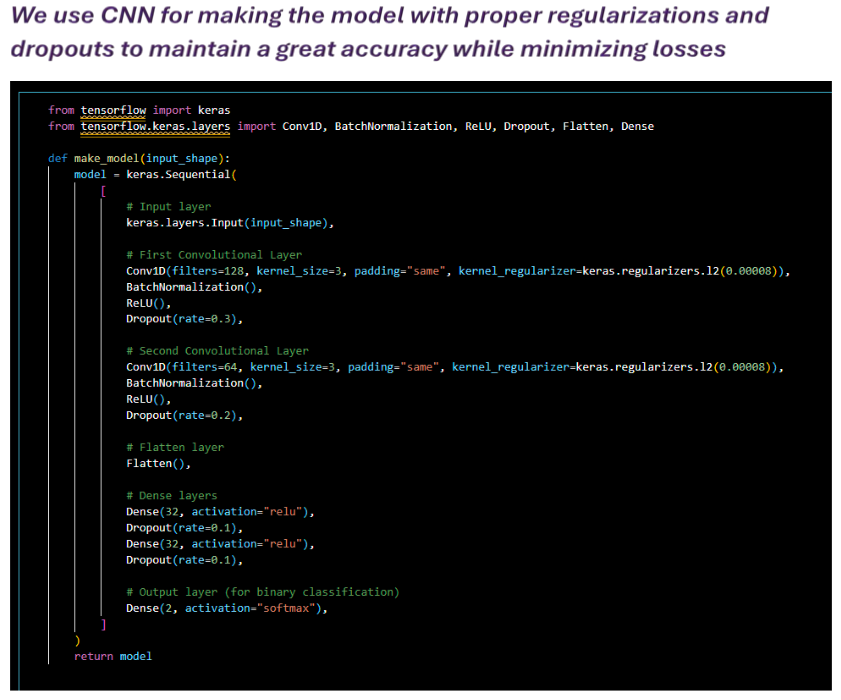 We use CNN for making the model with proper regularizations and
dropouts to maintain a great accuracy while minimizing losses
from tensorflow import keras
from tensorflow.keras.layers import Conv1D, BatchNormalization, ReLU, Dropout, Flatten, Dense
def make_model(input_shape):
model = keras.Sequential(
[
# Input layer
keras.layers.Input(input_shape),
# First Convolutional Layer
Conv1D(filters=128, kernel_size=3, padding="same", kernel_regularizer=keras.regularizers.l2(0.00008)),
BatchNormalization(),
ReLU(),
Dropout(rate=0.3),
# Second Convolutional Layer
Conv1D(filters=64, kernel_size=3, padding="same", kernel_regularizer=keras.regularizers.l2(0.00008)),
BatchNormalization(),
ReLU(),
Dropout(rate=0.2),
# Flatten layer
Flatten(),
# Dense layers
Dense(32, activation="relu"),
Dropout(rate=0.1),
Dense(32, activation="relu"),
Dropout(rate=0.1),
# Output layer (for binary classification)
Dense(2, activation="softmax"),
]
)
return model